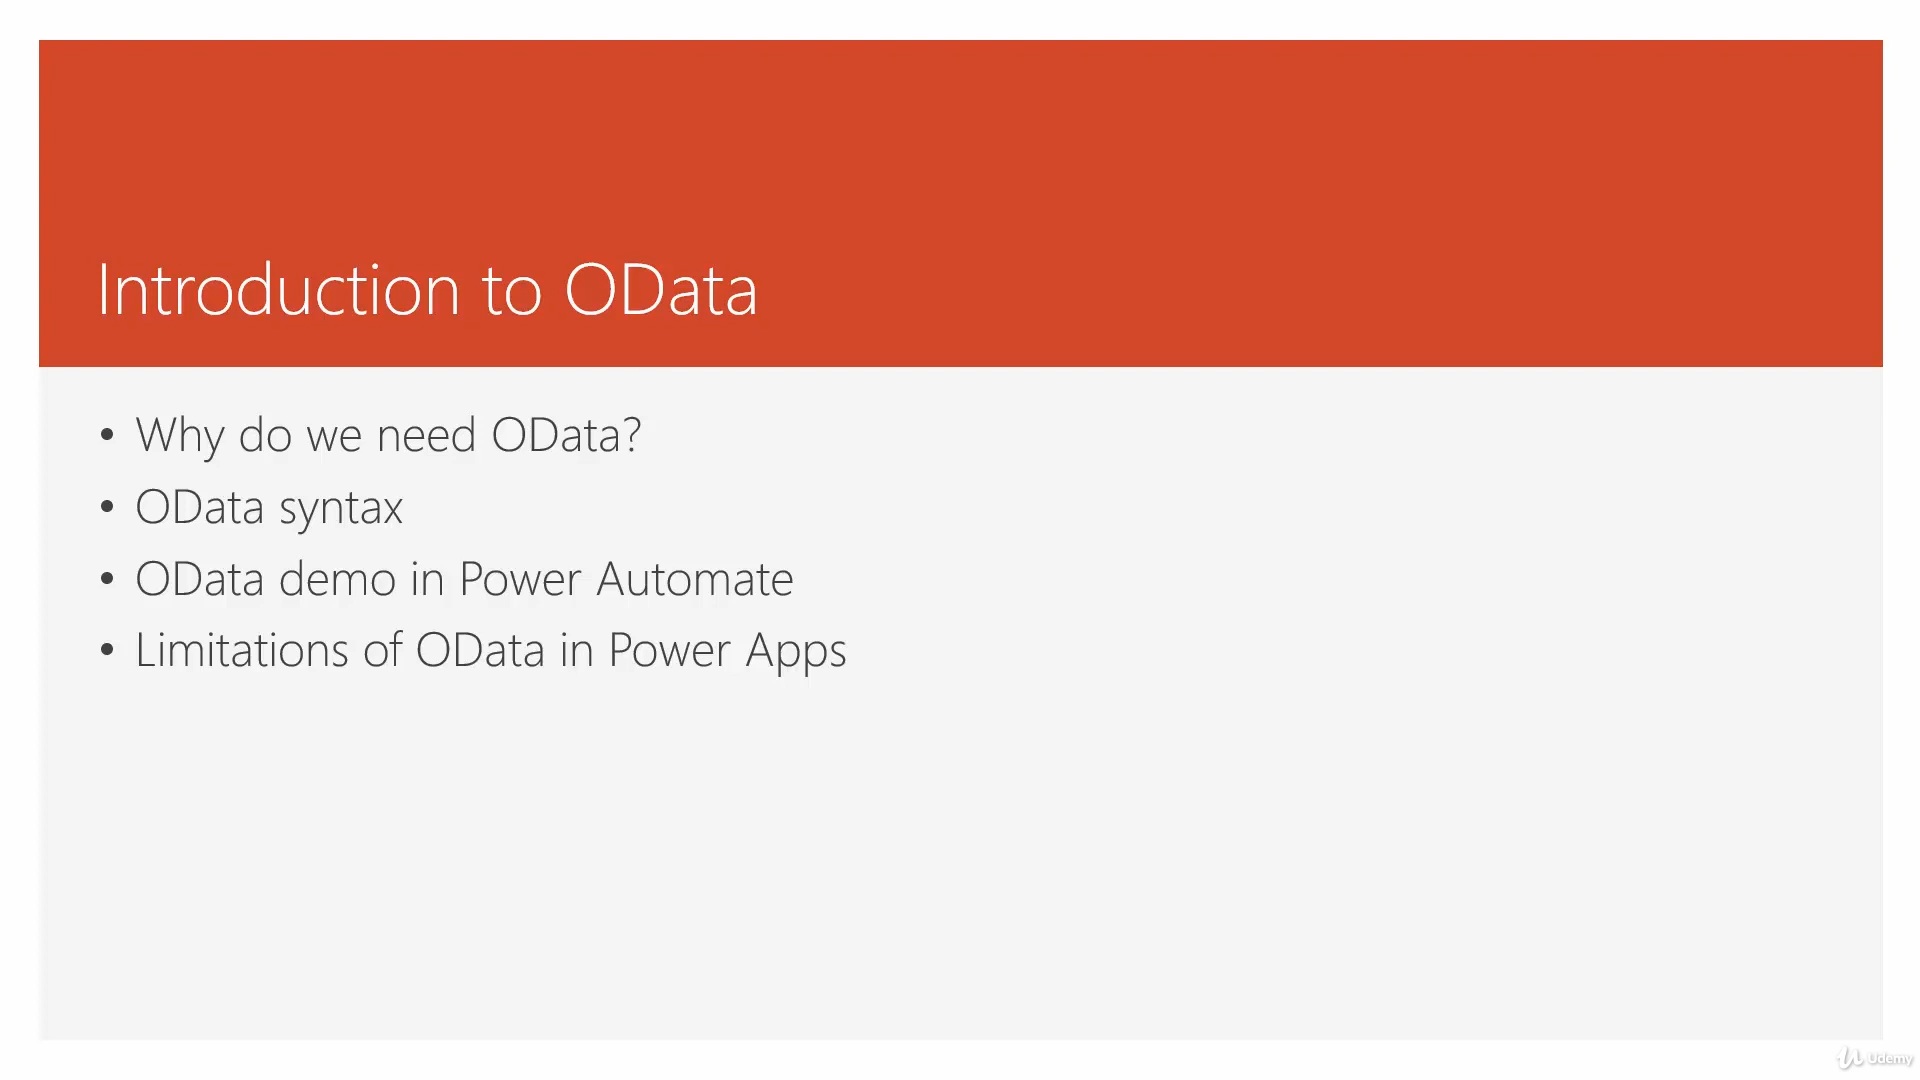 Introduction to OData
• Why do we need OData?
• OData syntax
• OData demo in Power Automate
• Limitations of OData in Power Apps
Udemy